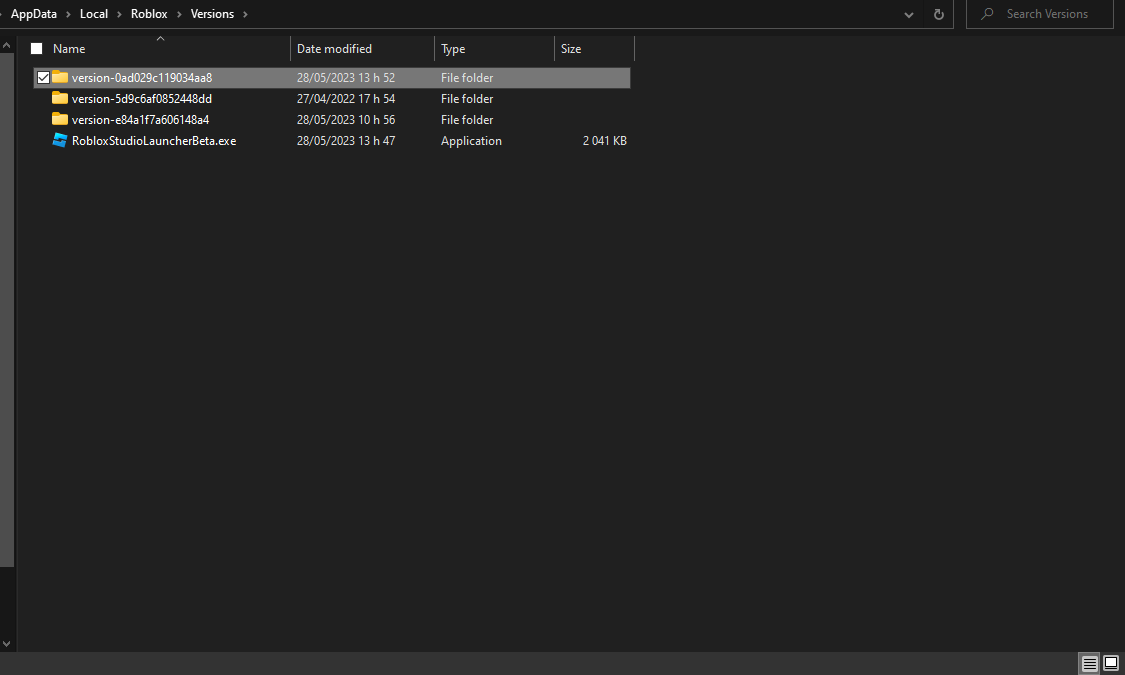 AppData > Local > Roblox > Versions >
Search Versions
Name Date modified Type Size
version-0ad029c119034aa8 28/05/2023 13 h 52 File folder
version-5d9c6af0852448dd 27/04/2022 17 h 54 File folder
version-e84a1f7a606148a4 28/05/2023 10 h 56 File folder
RobloxStudioLauncherBeta.exe 28/05/2023 13 h 47 Application 2 041 KB